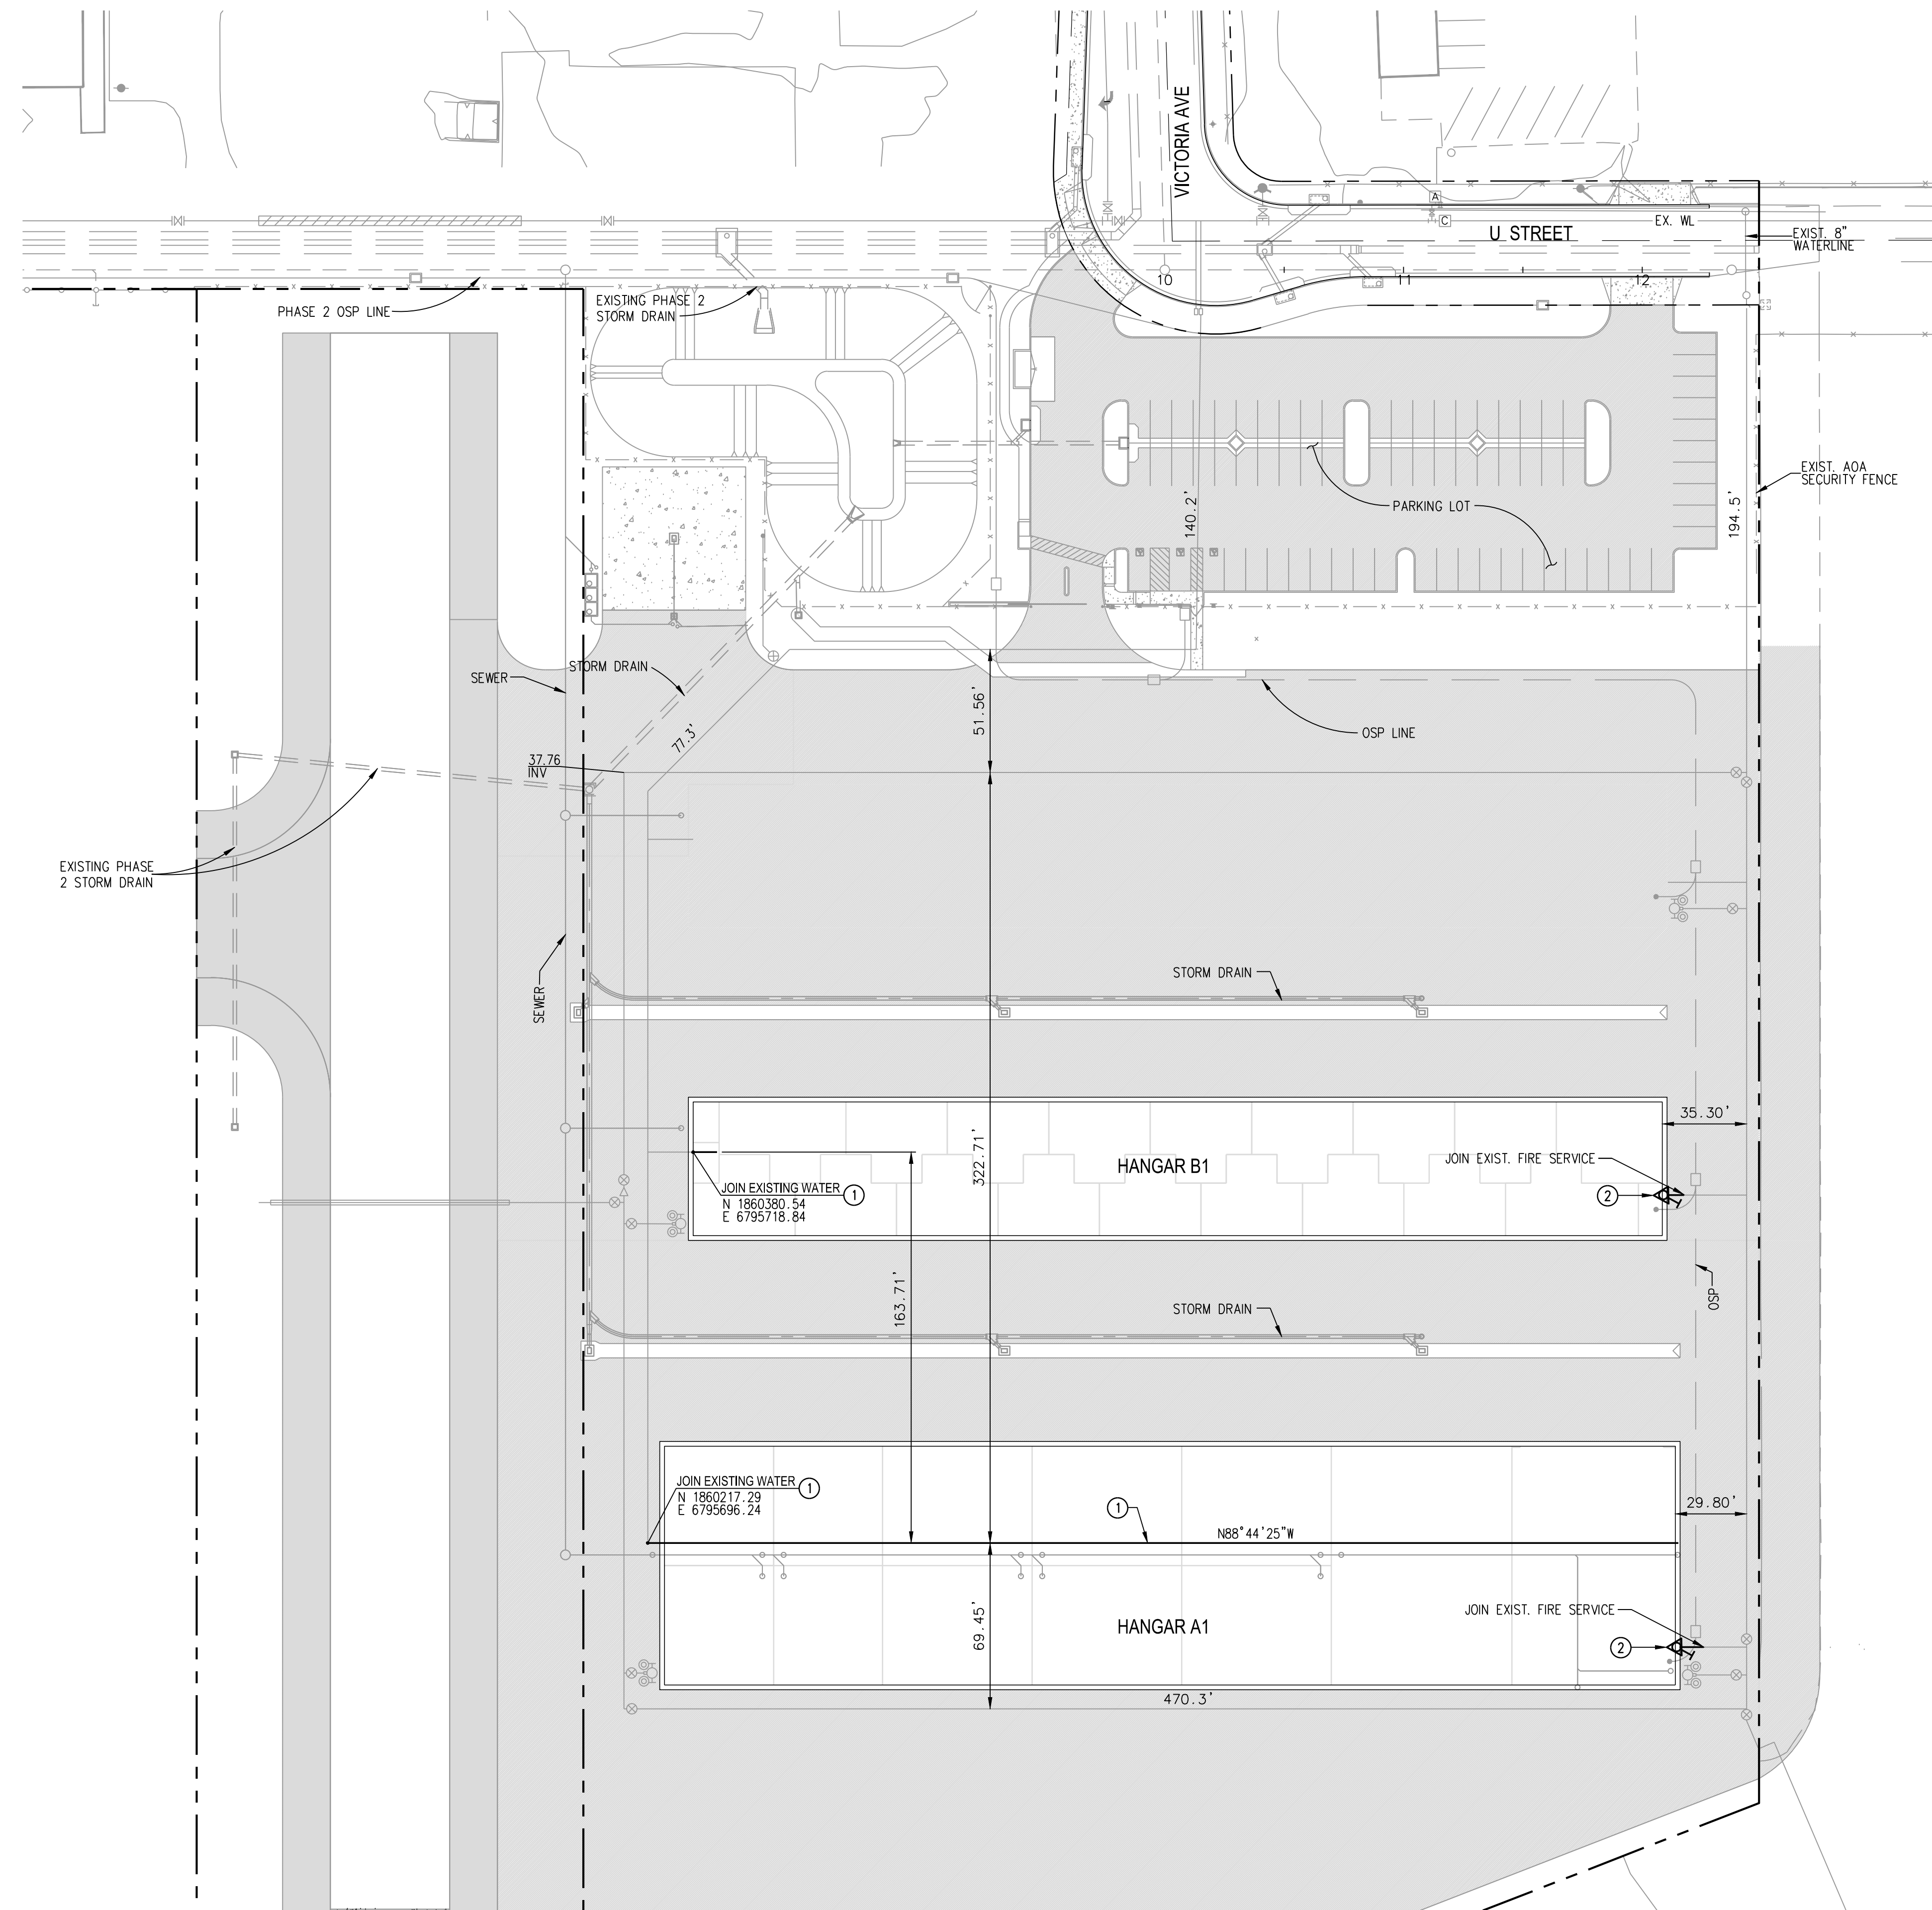 VICTORIA AVE
A
C
EX. WL
U STREET
EXIST. 8"
WATERLINE
10
11
12
PHASE 2 OSP LINE
EXISTING PHASE 2
STORM DRAIN
EXIST. AOA
SECURITY FENCE
140.2'
PARKING LOT
194.5'
SEWER
STORM DRAIN
51.56'
77.3'
OSP LINE
37.76
INV
EXISTING PHASE
2 STORM DRAIN
SEWER
STORM DRAIN
35.30'
322.71'
HANGAR B1
JOIN EXIST. FIRE SERVICE
2
JOIN EXISTING WATER 1
N 1860380.54
E 6795718.84
163.71'
OSP
STORM DRAIN
JOIN EXISTING WATER 1
N 1860217.29
E 6795696.24
1
29.80'
N88°44'25"W
69.45'
HANGAR A1
JOIN EXIST. FIRE SERVICE
2
470.3'